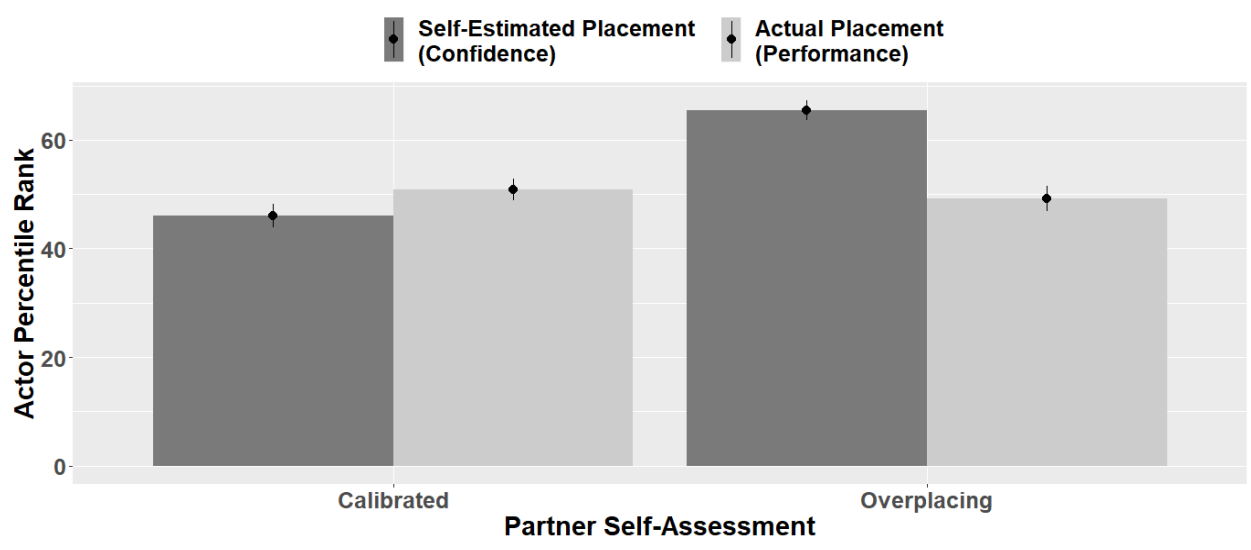 Self-Estimated Placement
(Confidence)
Actual Placement
(Performance)
Actor Percentile Rank
60
40
20
0
Calibrated
Overplacing
Partner Self-Assessment